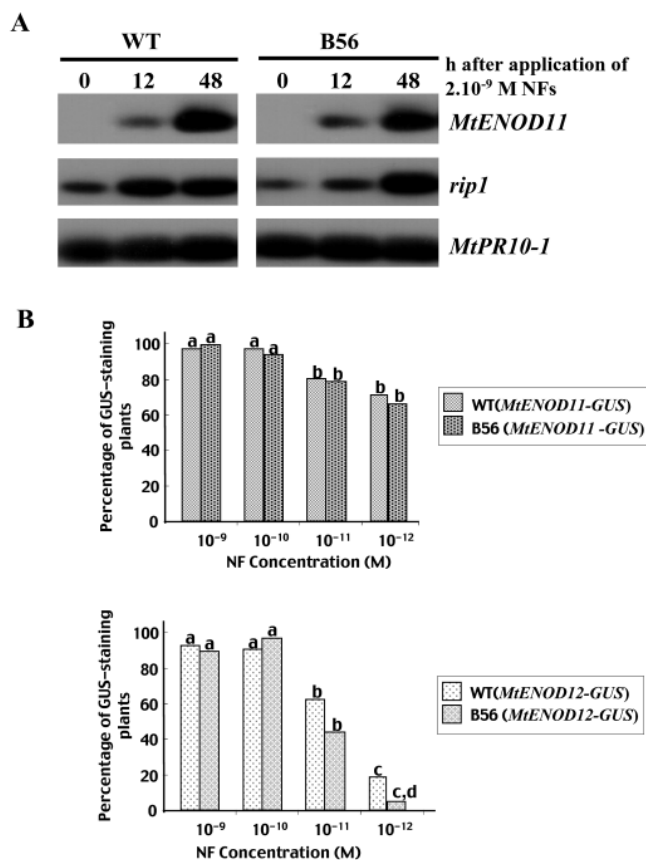 A
WT B56
0 12 48 0 12 48 h after application of
2.10⁻⁹ M NFs
MtENOD11
rip1
MtPR10-1
B
Percentage of GUS-staining
plants
100
80
60
40
20
0
a a a a b b b b
10⁻⁹ 10⁻¹⁰ 10⁻¹¹ 10⁻¹²
NF Concentration (M)
WT(MtENOD11-GUS)
B56 (MtENOD11 -GUS)
Percentage of GUS-staining
plants
100
80
60
40
20
0
a a a a b b c c,d
10⁻⁹ 10⁻¹⁰ 10⁻¹¹ 10⁻¹²
NF Concentration (M)
WT(MtENOD12-GUS)
B56 (MtENOD12-GUS)